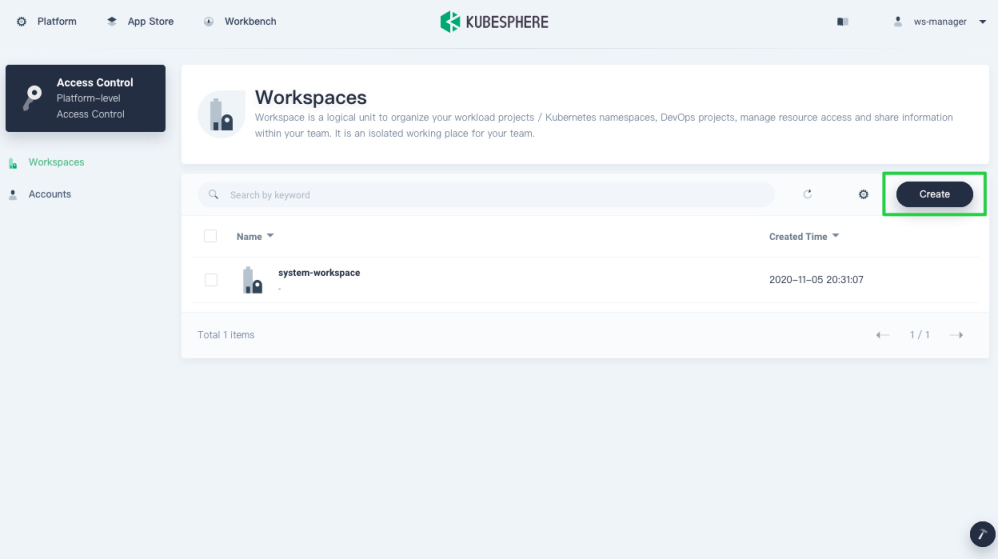 Platform App Store Workbench KUBESPHERE ws-manager
Access Control
Platform-level
Access Control
Workspaces
Accounts
Workspaces
Workspace is a logical unit to organize your workload projects / Kubernetes namespaces, DevOps projects, manage resource access and share information
within your team. It is an isolated working place for your team.
Search by keyword Create
Name Created Time
system-workspace 2020-11-05 20:31:07
-
Total 1 items 1 / 1